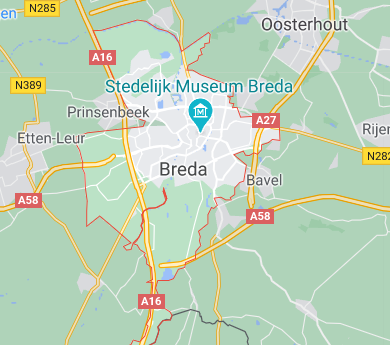 N285
Oosterhout
A16
Stedelijk Museum Breda
N389
Prinsenbeek
M
A27
Etten-Leur
Rijen
N282
Breda
Bavel
A58
A58
A16